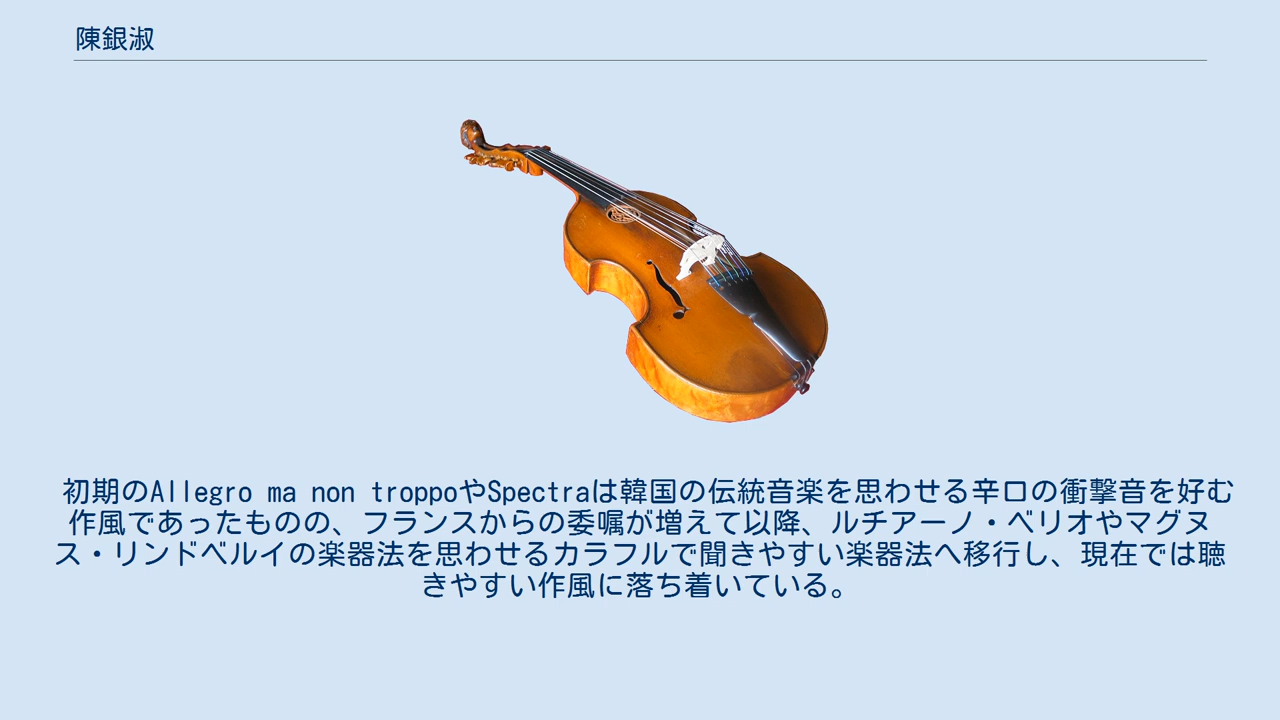 陳銀淑
初期のAllegro ma non troppoやSpectraは韓国の伝統音楽を思わせる辛口の衝撃音を好む
作風であったものの、フランスからの委嘱が増えて以降、ルチアーノ・ベリオやマグヌ
ス・リンドベルイの楽器法を思わせるカラフルで聞きやすい楽器法へ移行し、現在では聴
きやすい作風に落ち着いている。